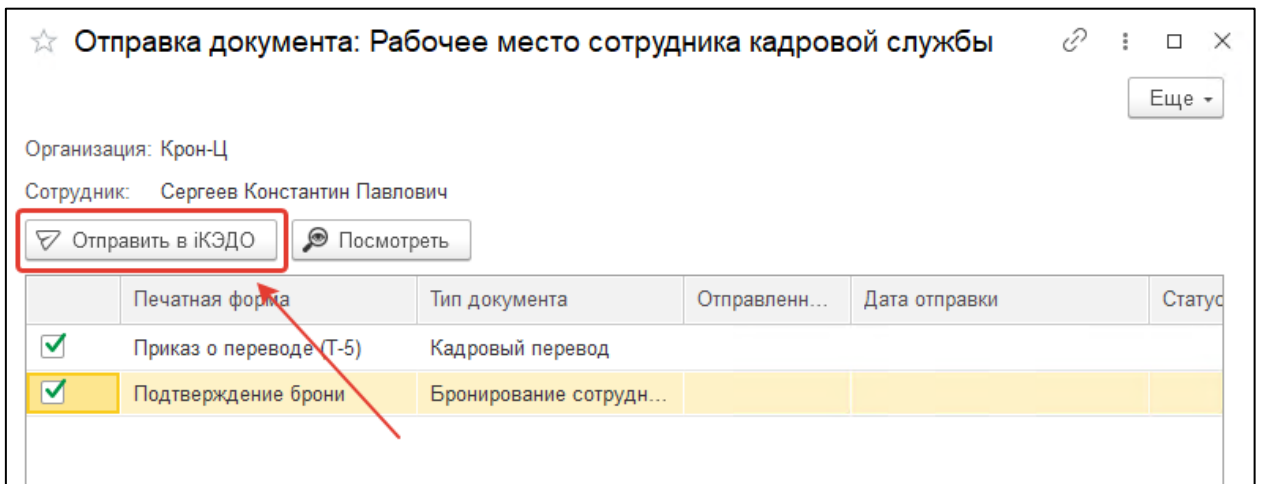 Отправка документа: Рабочее место сотрудника кадровой службы
Еще
Организация: Крон-Ц
Сотрудник: Сергеев Константин Павлович
Отправить в iКЭДО Посмотреть
Печатная форма Тип документа Отправленн... Дата отправки Статус
Приказ о переводе (Т-5) Кадровый перевод
Подтверждение брони Бронирование сотрудн...